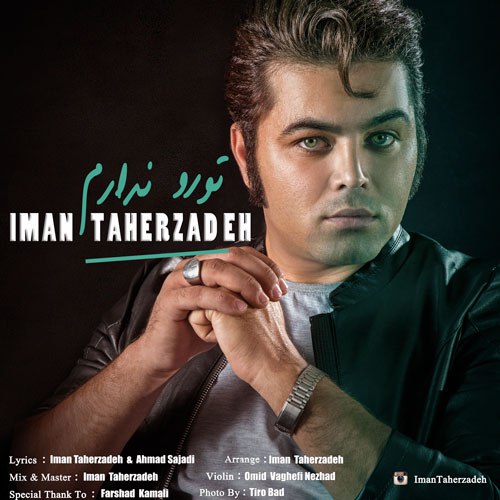 تورو ندارم
IMAN TAHERZADEH
Lyrics : Iman Taherzadeh & Ahmad Sajadi Arrange : Iman Taherzadeh
Mix & Master : Iman Taherzadeh Violin : Omid Vaghefi Nezhad
Special Thank To : Farshad Kamali Photo By : Tiro Bad
ImanTaherzadeh